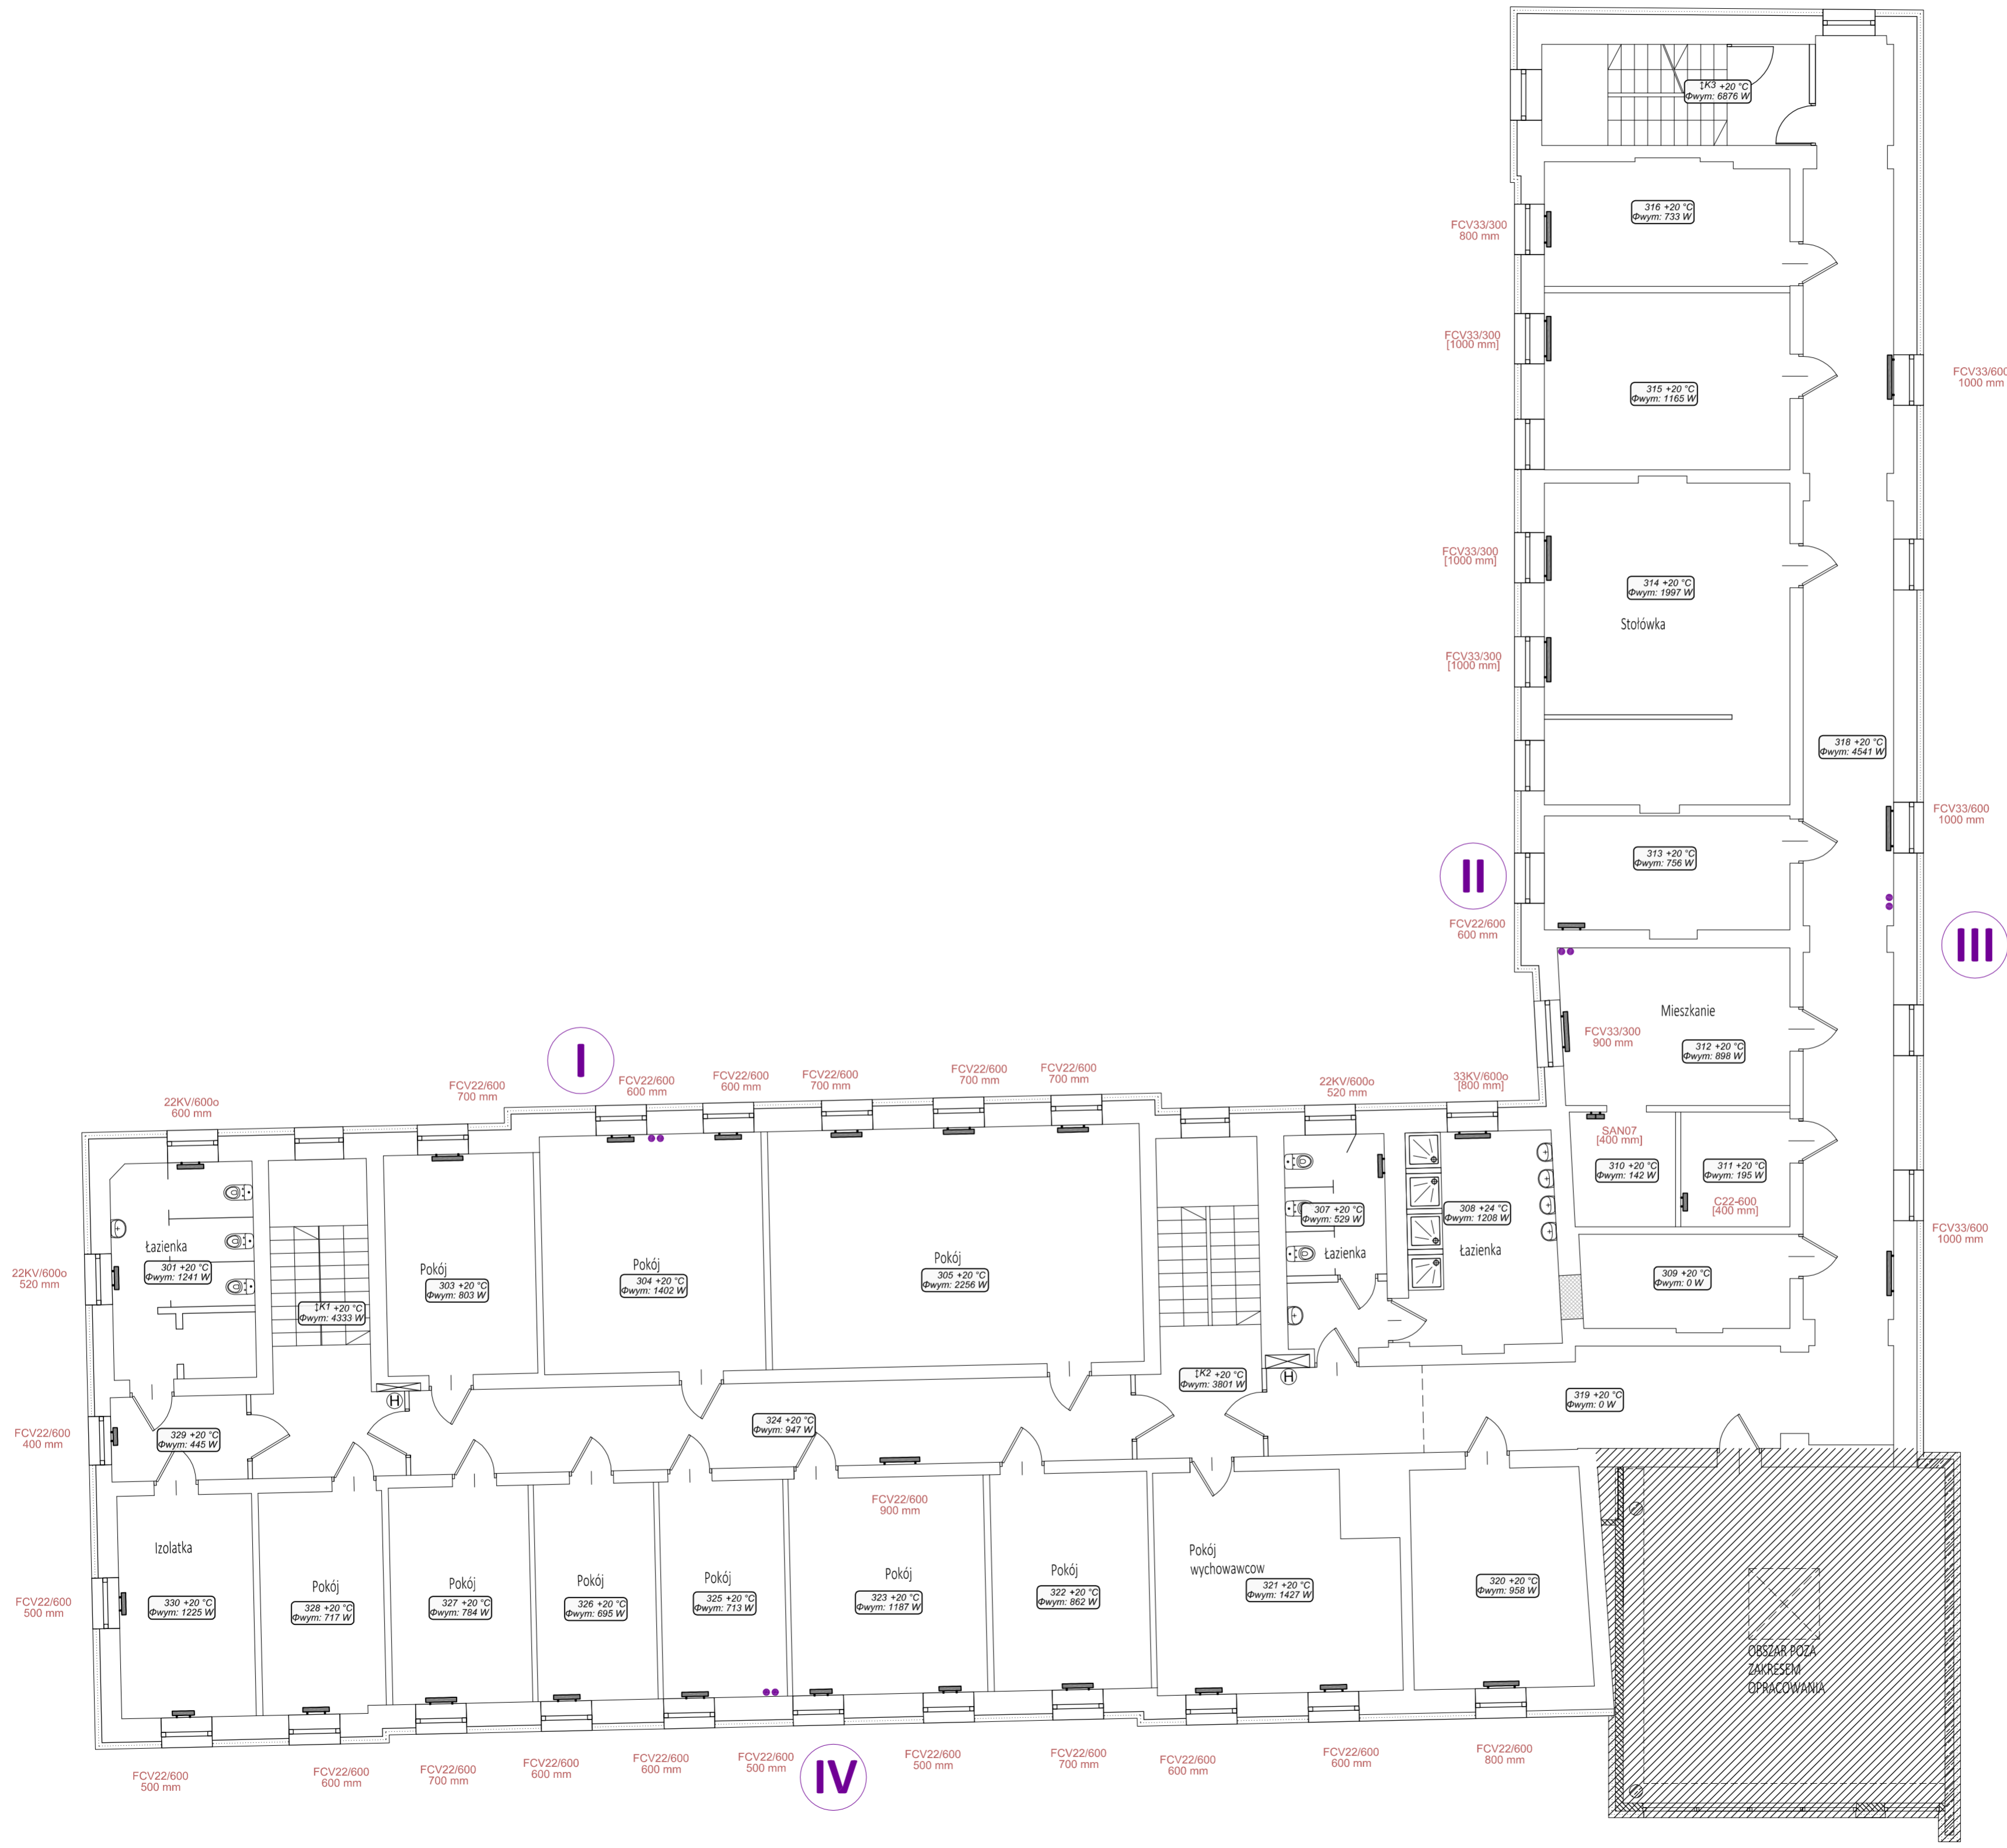 ↕K3 +20 °C
Φwym: 6876 W
316 +20 °C
Φwym: 733 W
FCV33/300
800 mm
FCV33/300
[1000 mm]
FCV33/600
1000 mm
315 +20 °C
Φwym: 1165 W
FCV33/300
[1000 mm]
314 +20 °C
Φwym: 1997 W
Stołówka
FCV33/300
[1000 mm]
318 +20 °C
Φwym: 4541 W
FCV33/600
1000 mm
313 +20 °C
Φwym: 756 W
II
FCV22/600
600 mm
III
Mieszkanie
FCV33/300
900 mm
312 +20 °C
Φwym: 898 W
I
22KV/600o
600 mm
FCV22/600
700 mm
FCV22/600
600 mm
FCV22/600
600 mm
FCV22/600
700 mm
FCV22/600
700 mm
FCV22/600
700 mm
22KV/600o
520 mm
33KV/600o
[800 mm]
SAN07
[400 mm]
310 +20 °C
Φwym: 142 W
311 +20 °C
Φwym: 195 W
C22-600
[400 mm]
FCV33/600
1000 mm
Łazienka
301 +20 °C
Φwym: 1241 W
22KV/600o
520 mm
↕K1 +20 °C
Φwym: 4333 W
Pokój
303 +20 °C
Φwym: 803 W
Pokój
304 +20 °C
Φwym: 1402 W
Pokój
305 +20 °C
Φwym: 2256 W
307 +20 °C
Φwym: 529 W
Łazienka
308 +24 °C
Φwym: 1208 W
Łazienka
309 +20 °C
Φwym: 0 W
↕K2 +20 °C
Φwym: 3801 W
H
H
319 +20 °C
Φwym: 0 W
FCV22/600
400 mm
329 +20 °C
Φwym: 445 W
324 +20 °C
Φwym: 947 W
FCV22/600
900 mm
Izolatka
330 +20 °C
Φwym: 1225 W
FCV22/600
500 mm
Pokój
328 +20 °C
Φwym: 717 W
Pokój
327 +20 °C
Φwym: 784 W
Pokój
326 +20 °C
Φwym: 695 W
Pokój
325 +20 °C
Φwym: 713 W
Pokój
323 +20 °C
Φwym: 1187 W
Pokój
322 +20 °C
Φwym: 862 W
Pokój
wychowawcow
321 +20 °C
Φwym: 1427 W
320 +20 °C
Φwym: 958 W
OBSZAR POZA
ZAKRESEM
OPRACOWANIA
FCV22/600
500 mm
FCV22/600
600 mm
FCV22/600
700 mm
FCV22/600
600 mm
FCV22/600
600 mm
FCV22/600
500 mm
IV
FCV22/600
500 mm
FCV22/600
700 mm
FCV22/600
600 mm
FCV22/600
600 mm
FCV22/600
800 mm